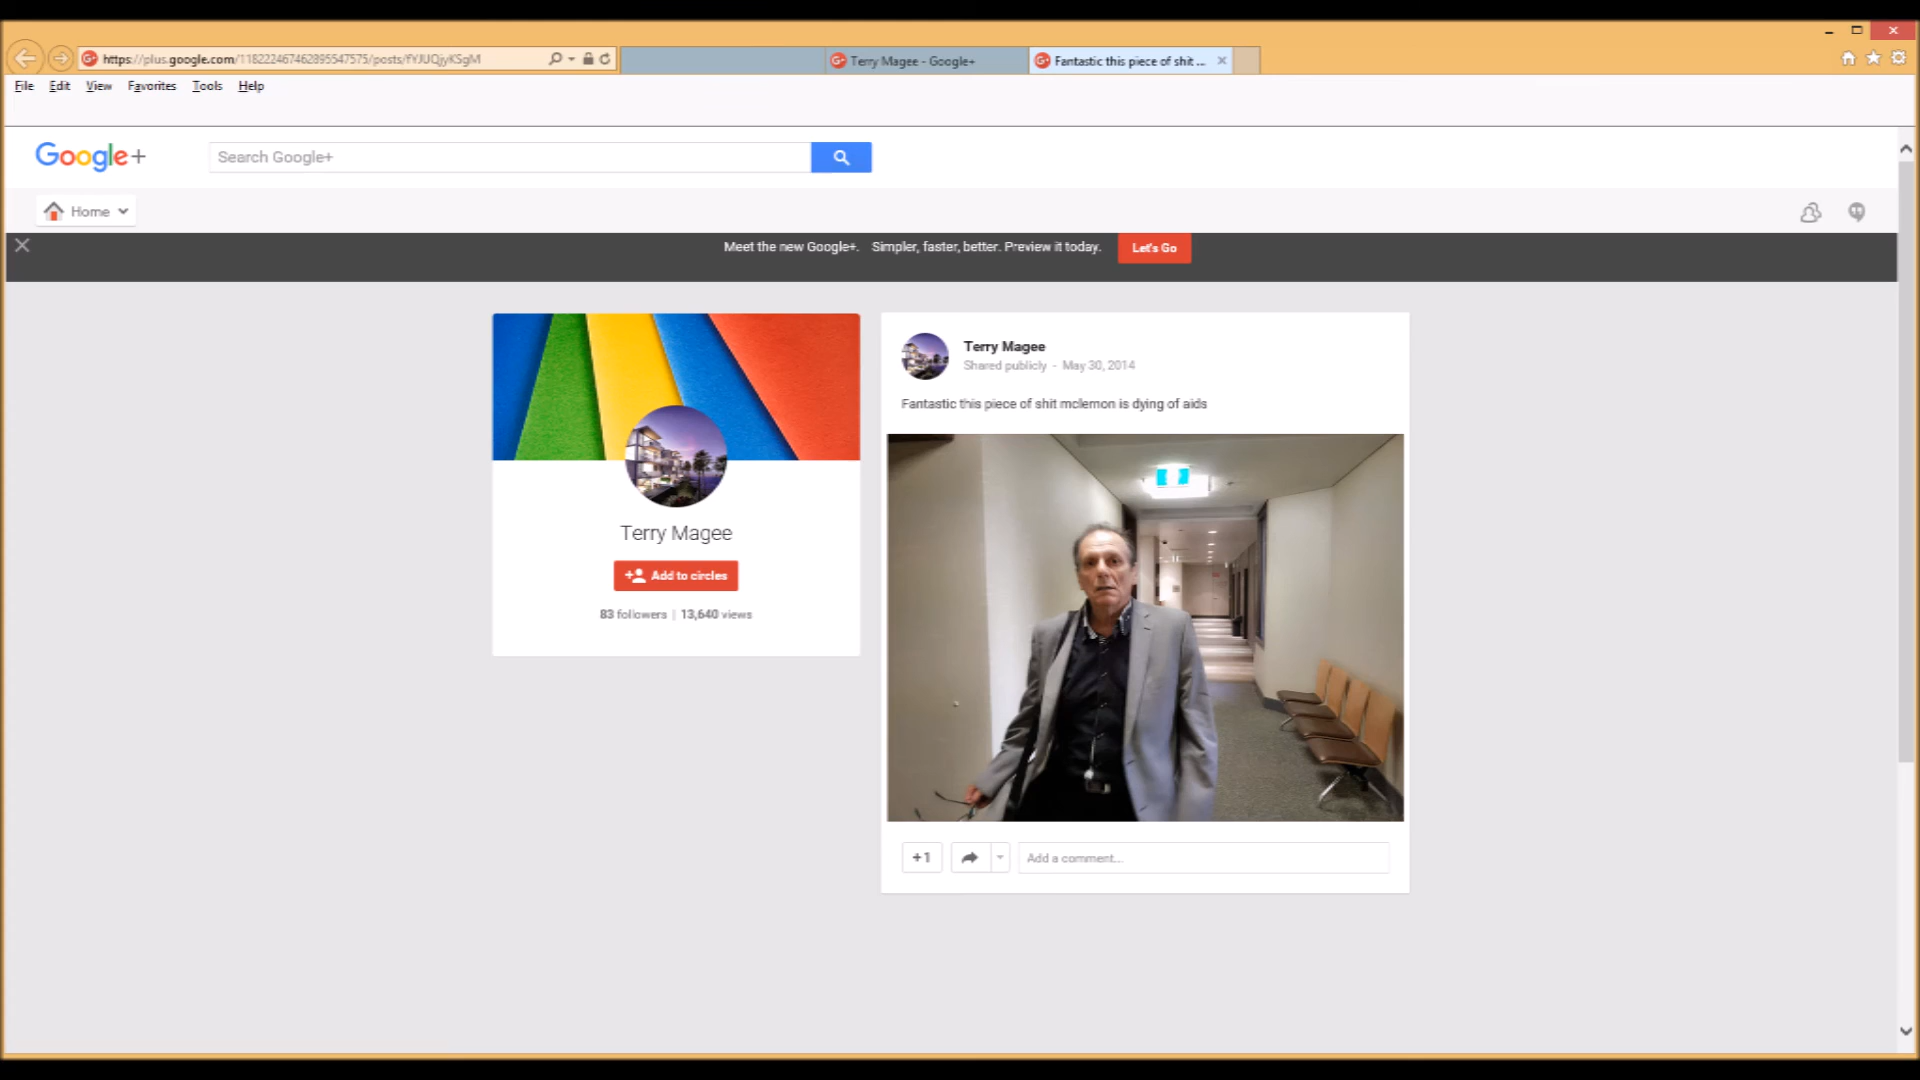 https://plus.google.com/118222467462895547575/posts/fYJUQjyKSgM
Terry Magee - Google+
Fantastic this piece of shit ...
File Edit View Favorites Tools Help
Google+
Search Google+
Home
Meet the new Google+. Simpler, faster, better. Preview it today. Let's Go
Terry Magee
Add to circles
83 followers | 13,640 views
Terry Magee
Shared publicly - May 30, 2014
Fantastic this piece of shit mclernon is dying of aids
+1
Add a comment...